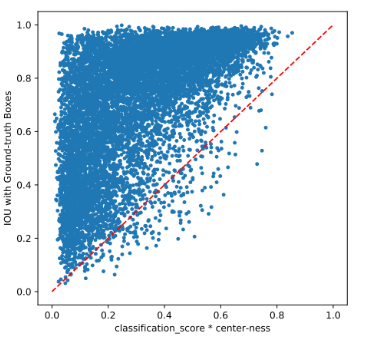 IOU with Ground-truth Boxes
1.0
0.8
0.6
0.4
0.2
0.0
0.0 0.2 0.4 0.6 0.8 1.0
classification_score * center-ness